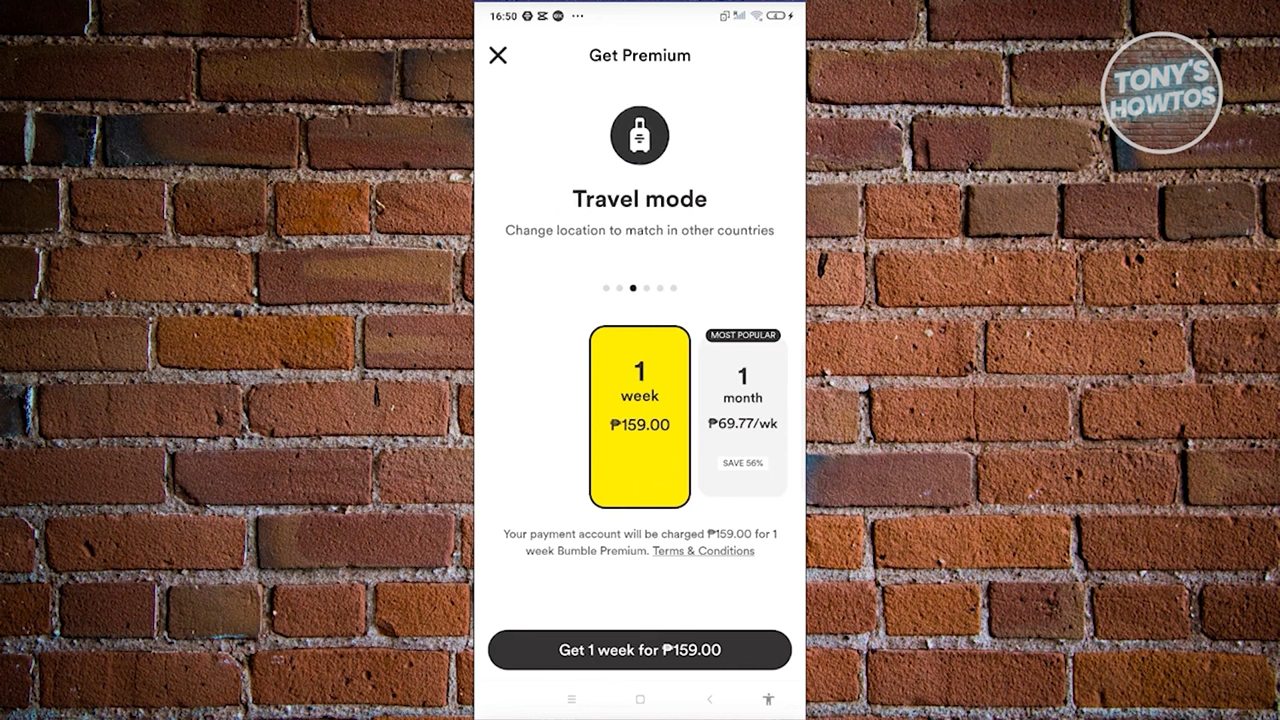 16:50
Get Premium
TONY'S
HOWTOS
Travel mode
Change location to match in other countries
MOST POPULAR
1
week
₱159.00
1
month
₱69.77/wk
SAVE 56%
Your payment account will be charged ₱159.00 for 1
week Bumble Premium. Terms & Conditions
Get 1 week for ₱159.00